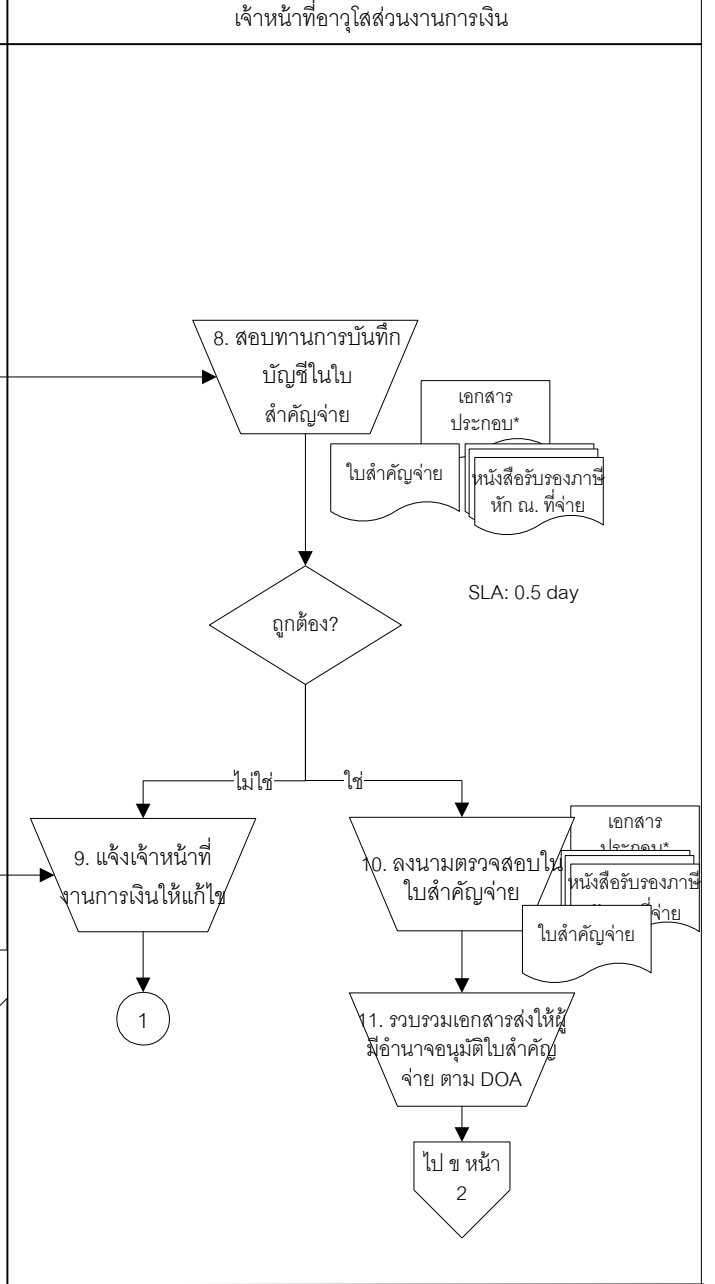 เจ้าหน้าที่อาวุโสส่วนงานการเงิน
8. สอบทานการบันทึก
บัญชีในใบ
สำคัญจ่าย
เอกสาร
ประกอบ*
ใบสำคัญจ่าย
หนังสือรับรองภาษี
หัก ณ. ที่จ่าย
SLA: 0.5 day
ถูกต้อง?
ไม่ใช่
ใช่
9. แจ้งเจ้าหน้าที่
งานการเงินให้แก้ไข
10. ลงนามตรวจสอบใน
ใบสำคัญจ่าย
เอกสาร
ประกอบ*
หนังสือรับรองภาษี
ที่จ่าย
ใบสำคัญจ่าย
1
11. รวบรวมเอกสารส่งให้ผู้
มีอำนาจอนุมัติใบสำคัญ
จ่าย ตาม DOA
ไป ข หน้า
2